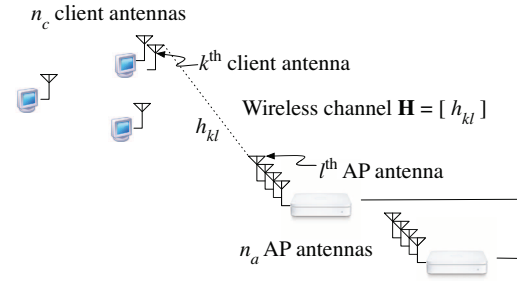 n_c client antennas
k^th client antenna
Wireless channel H = [ h_kl ]
h_kl
l^th AP antenna
n_a AP antennas